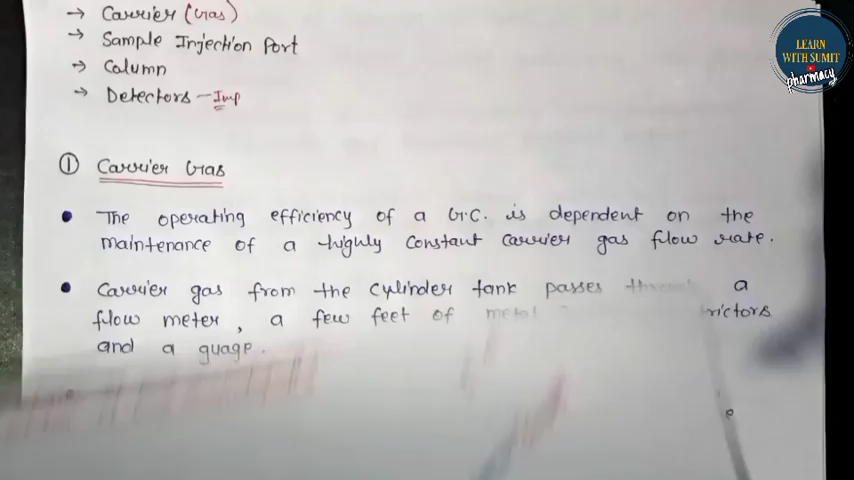 → Carrier (Gas)
→ Sample Injection Port
→ Column
→ Detectors - Imp
① Carrier Gas
• The operating efficiency of a G.C. is dependent on the
maintenance of a highly constant carrier gas flow rate.
• Carrier gas from the cylinder tank passes through a
flow meter, a few feet of metal
and a guage.
LEARN
WITH SUMIT
pharmacy